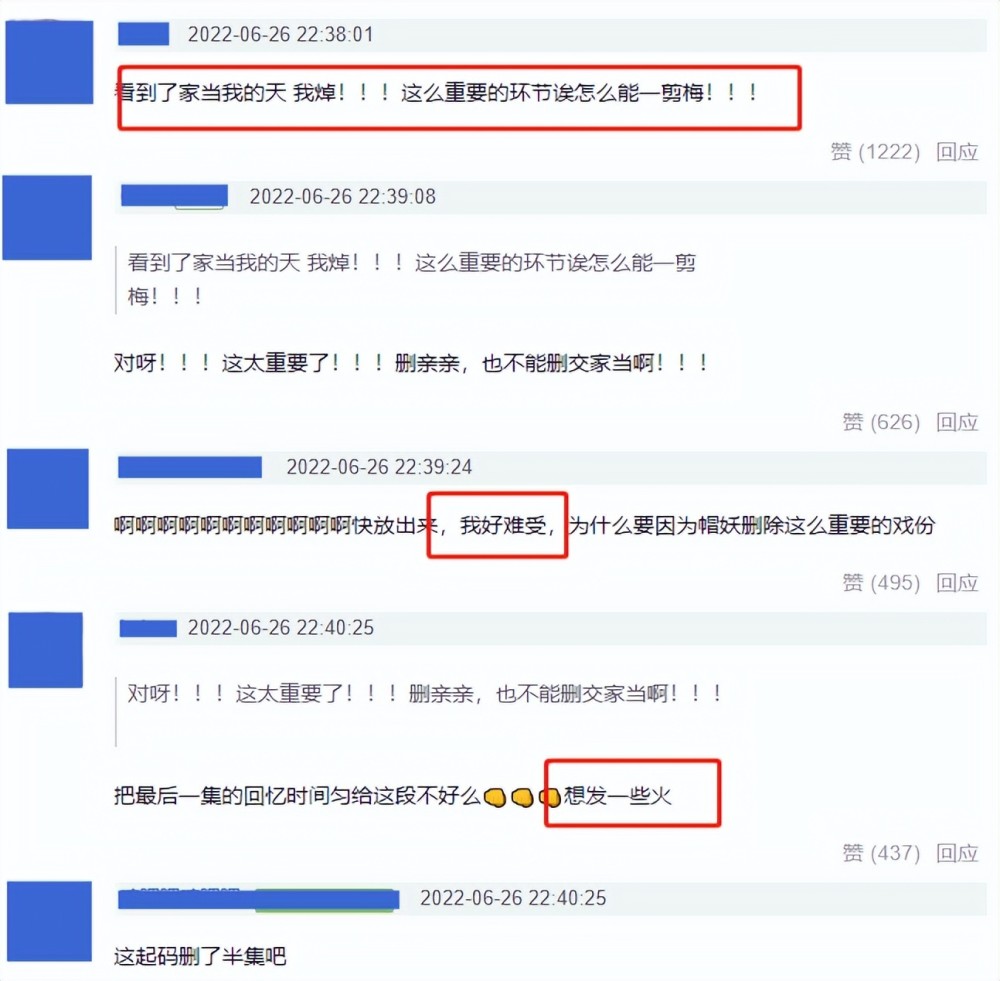 2022-06-26 22:38:01
看到了家当我的天 我焯！！！这么重要的环节诶怎么能一剪梅！！！
赞 (1222) 回应
2022-06-26 22:39:08
看到了家当我的天 我焯！！！这么重要的环节诶怎么能一剪
梅！！！
对呀！！！这太重要了！！！删亲亲，也不能删交家当啊！！！
赞 (626) 回应
2022-06-26 22:39:24
啊啊啊啊啊啊啊啊啊啊啊快放出来，我好难受，为什么要因为帽妖删除这么重要的戏份
赞 (495) 回应
2022-06-26 22:40:25
对呀！！！这太重要了！！！删亲亲，也不能删交家当啊！！！
把最后一集的回忆时间匀给这段不好么👊👊👊想发一些火
赞 (437) 回应
2022-06-26 22:40:25
这起码删了半集吧